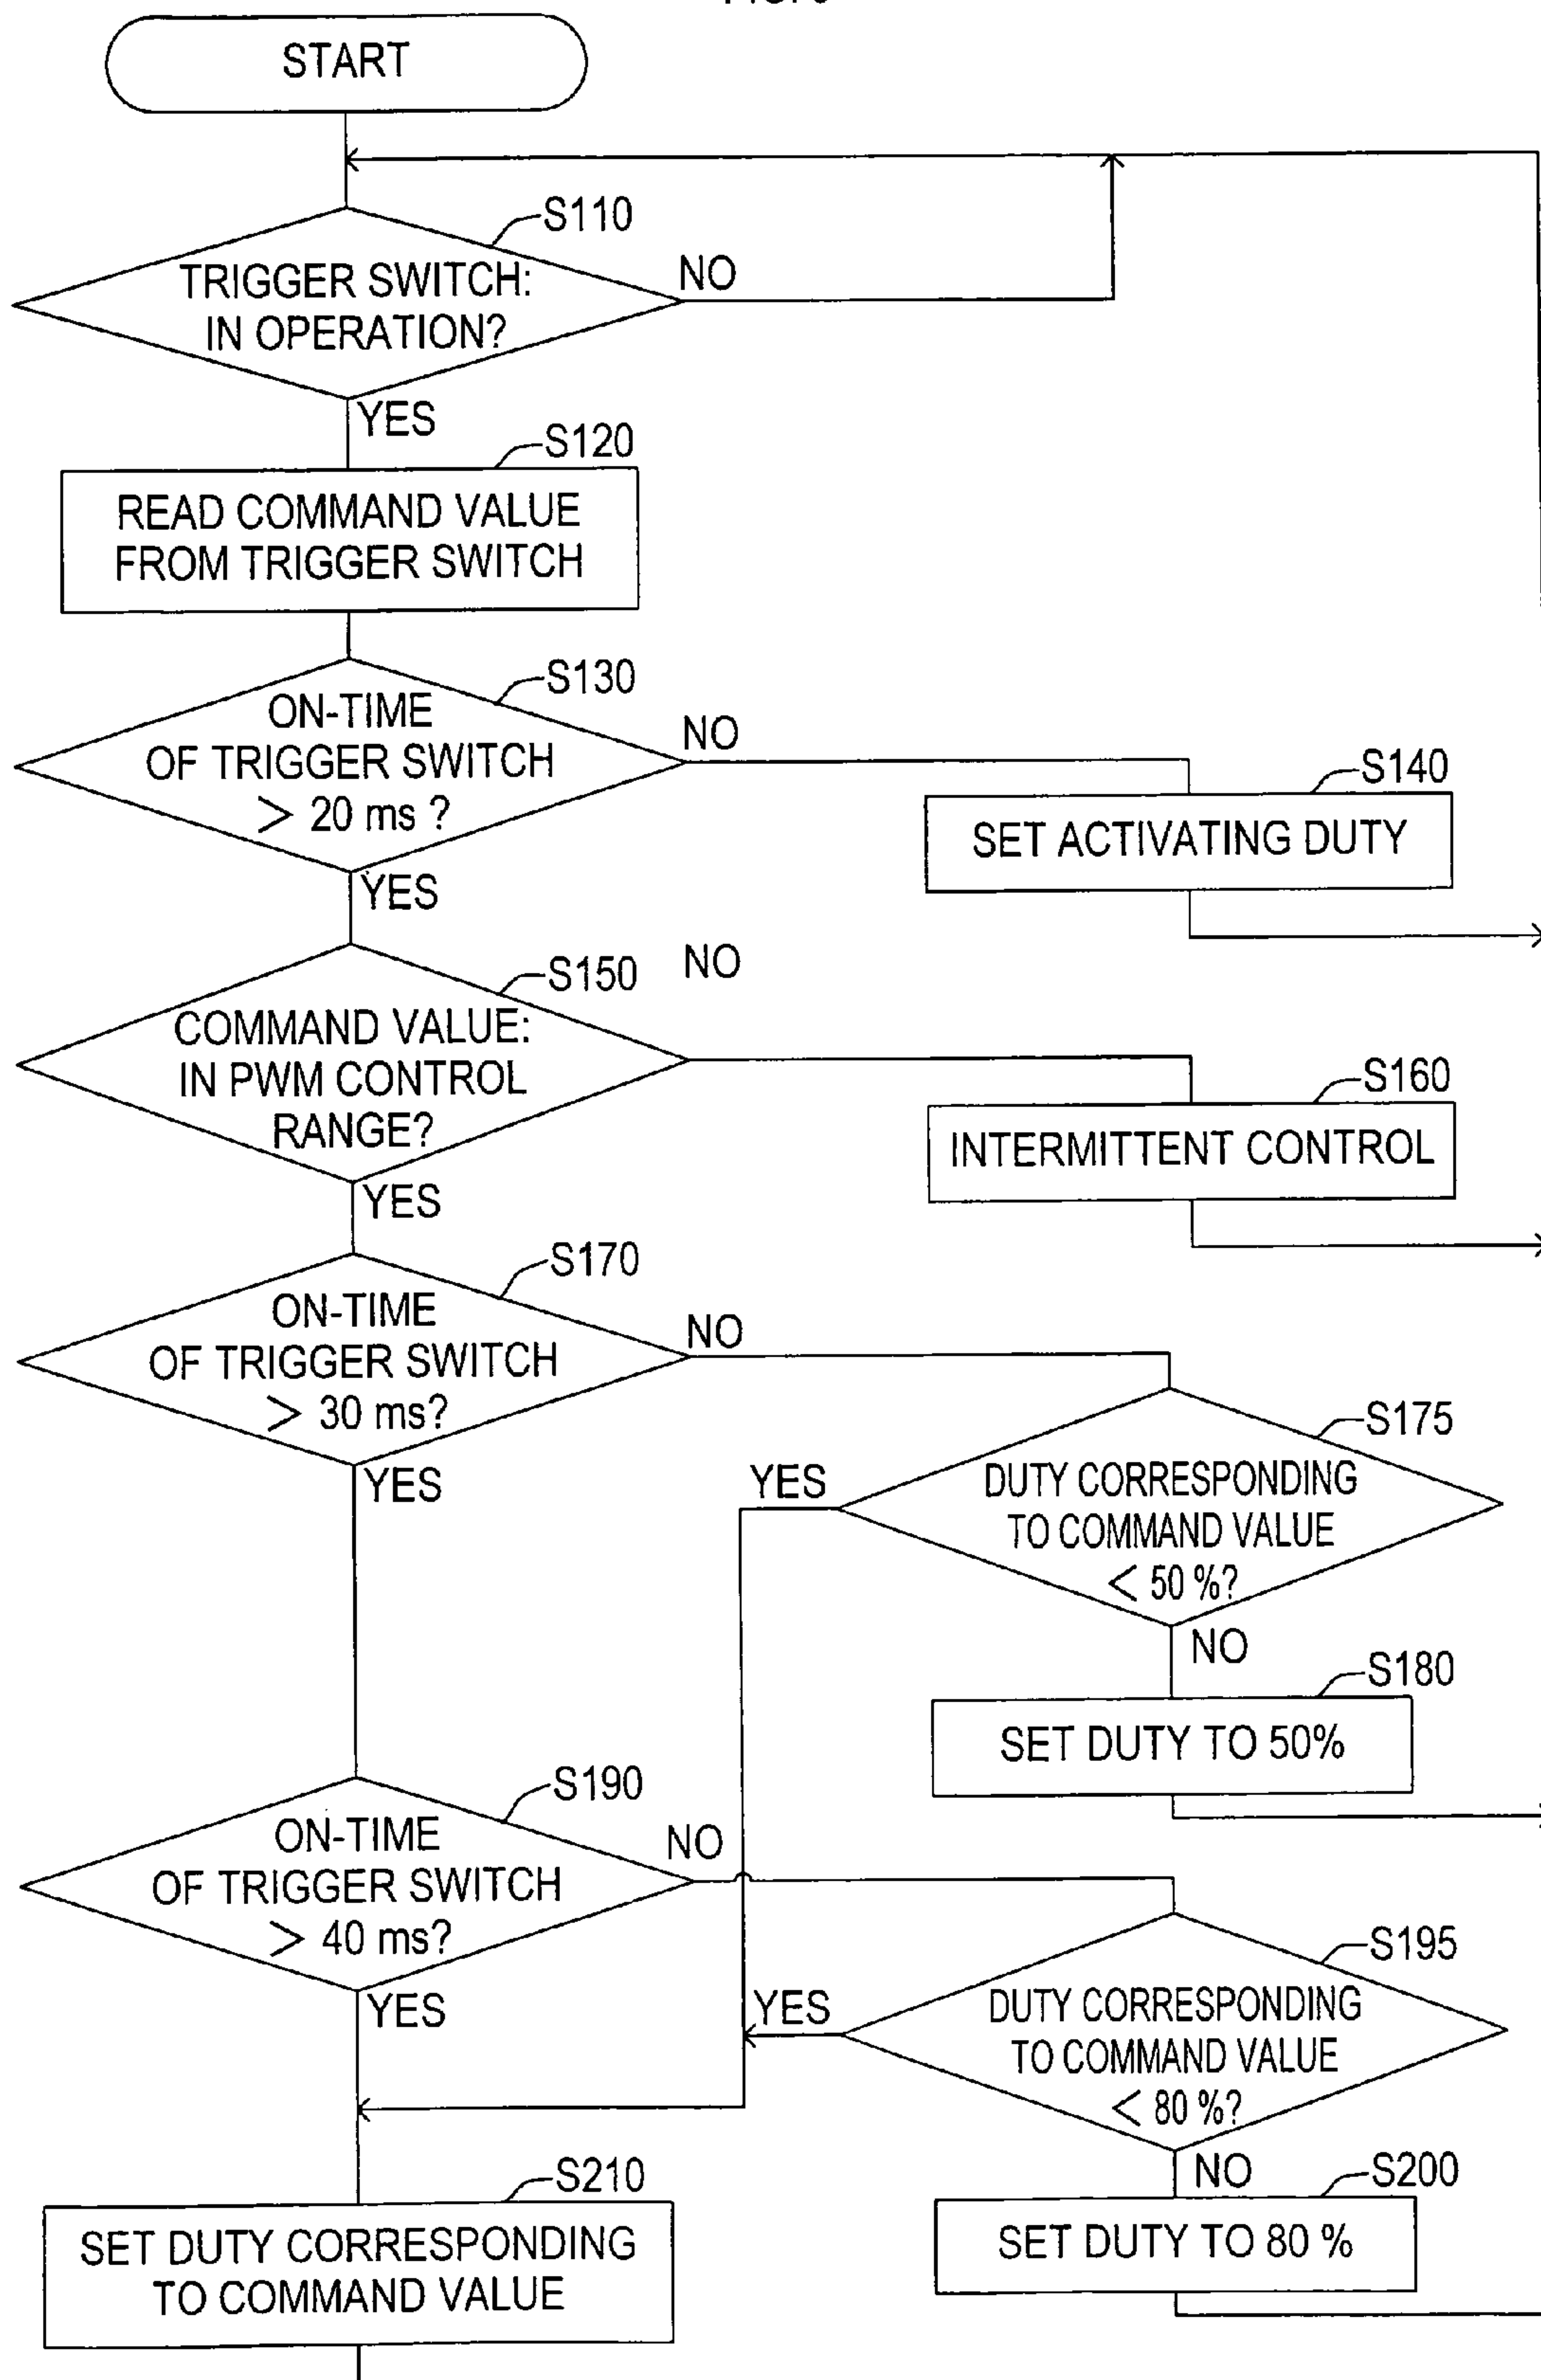 START
S110
TRIGGER SWITCH:
IN OPERATION?
NO
YES
S120
READ COMMAND VALUE
FROM TRIGGER SWITCH
S130
ON-TIME
OF TRIGGER SWITCH
> 20 ms ?
NO
YES
S140
SET ACTIVATING DUTY
S150
NO
COMMAND VALUE:
IN PWM CONTROL
RANGE?
YES
S160
INTERMITTENT CONTROL
S170
ON-TIME
OF TRIGGER SWITCH
> 30 ms?
NO
YES
S175
DUTY CORRESPONDING
TO COMMAND VALUE
< 50 %?
YES
NO
S180
SET DUTY TO 50%
S190
ON-TIME
OF TRIGGER SWITCH
> 40 ms?
NO
YES
S195
DUTY CORRESPONDING
TO COMMAND VALUE
< 80 %?
YES
NO
S200
SET DUTY TO 80 %
S210
SET DUTY CORRESPONDING
TO COMMAND VALUE